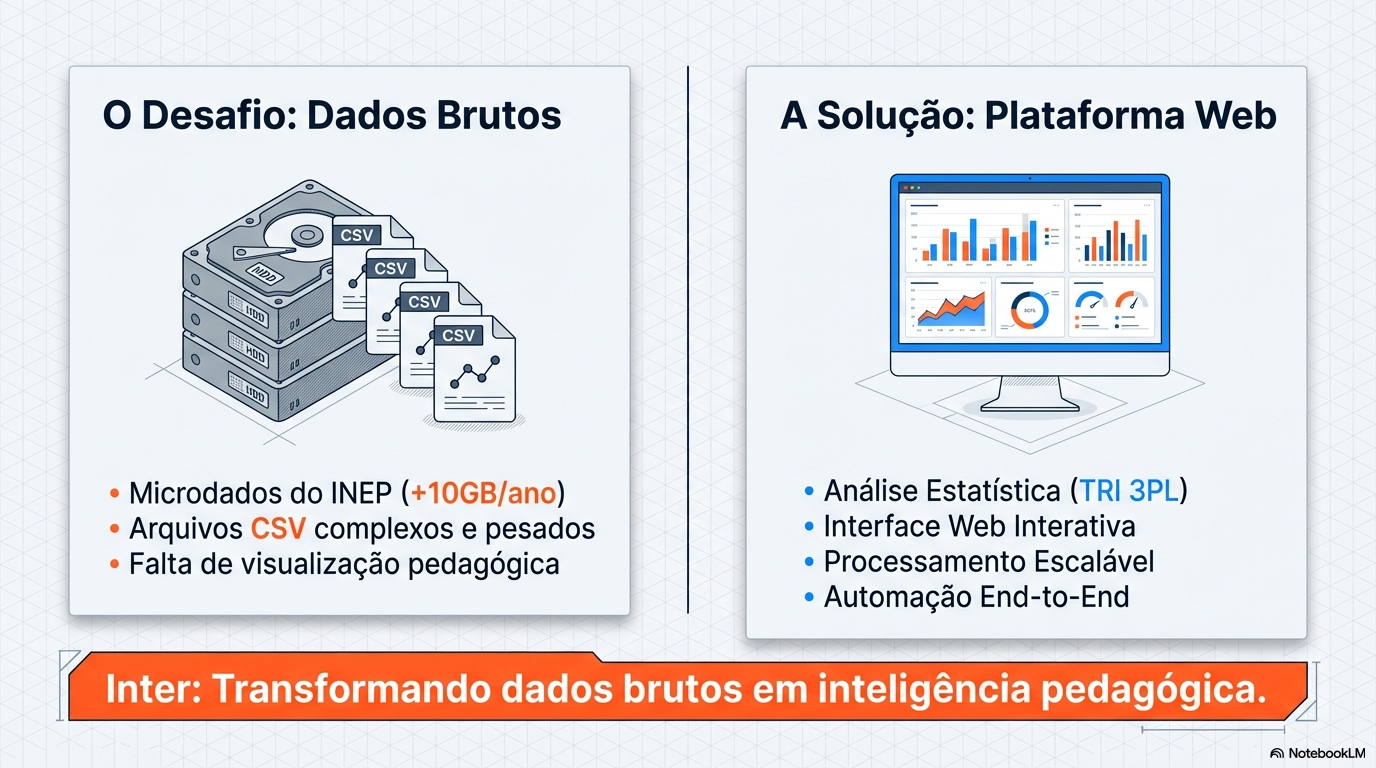 O Desafio: Dados Brutos
HDD
HDD
HDD
HDD
CSV
CSV
CSV
CSV
• Microdados do INEP (+10GB/ano)
• Arquivos CSV complexos e pesados
• Falta de visualização pedagógica
A Solução: Plataforma Web
• Análise Estatística (TRI 3PL)
• Interface Web Interativa
• Processamento Escalável
• Automação End-to-End
Inter: Transformando dados brutos em inteligência pedagógica.
NotebookLM